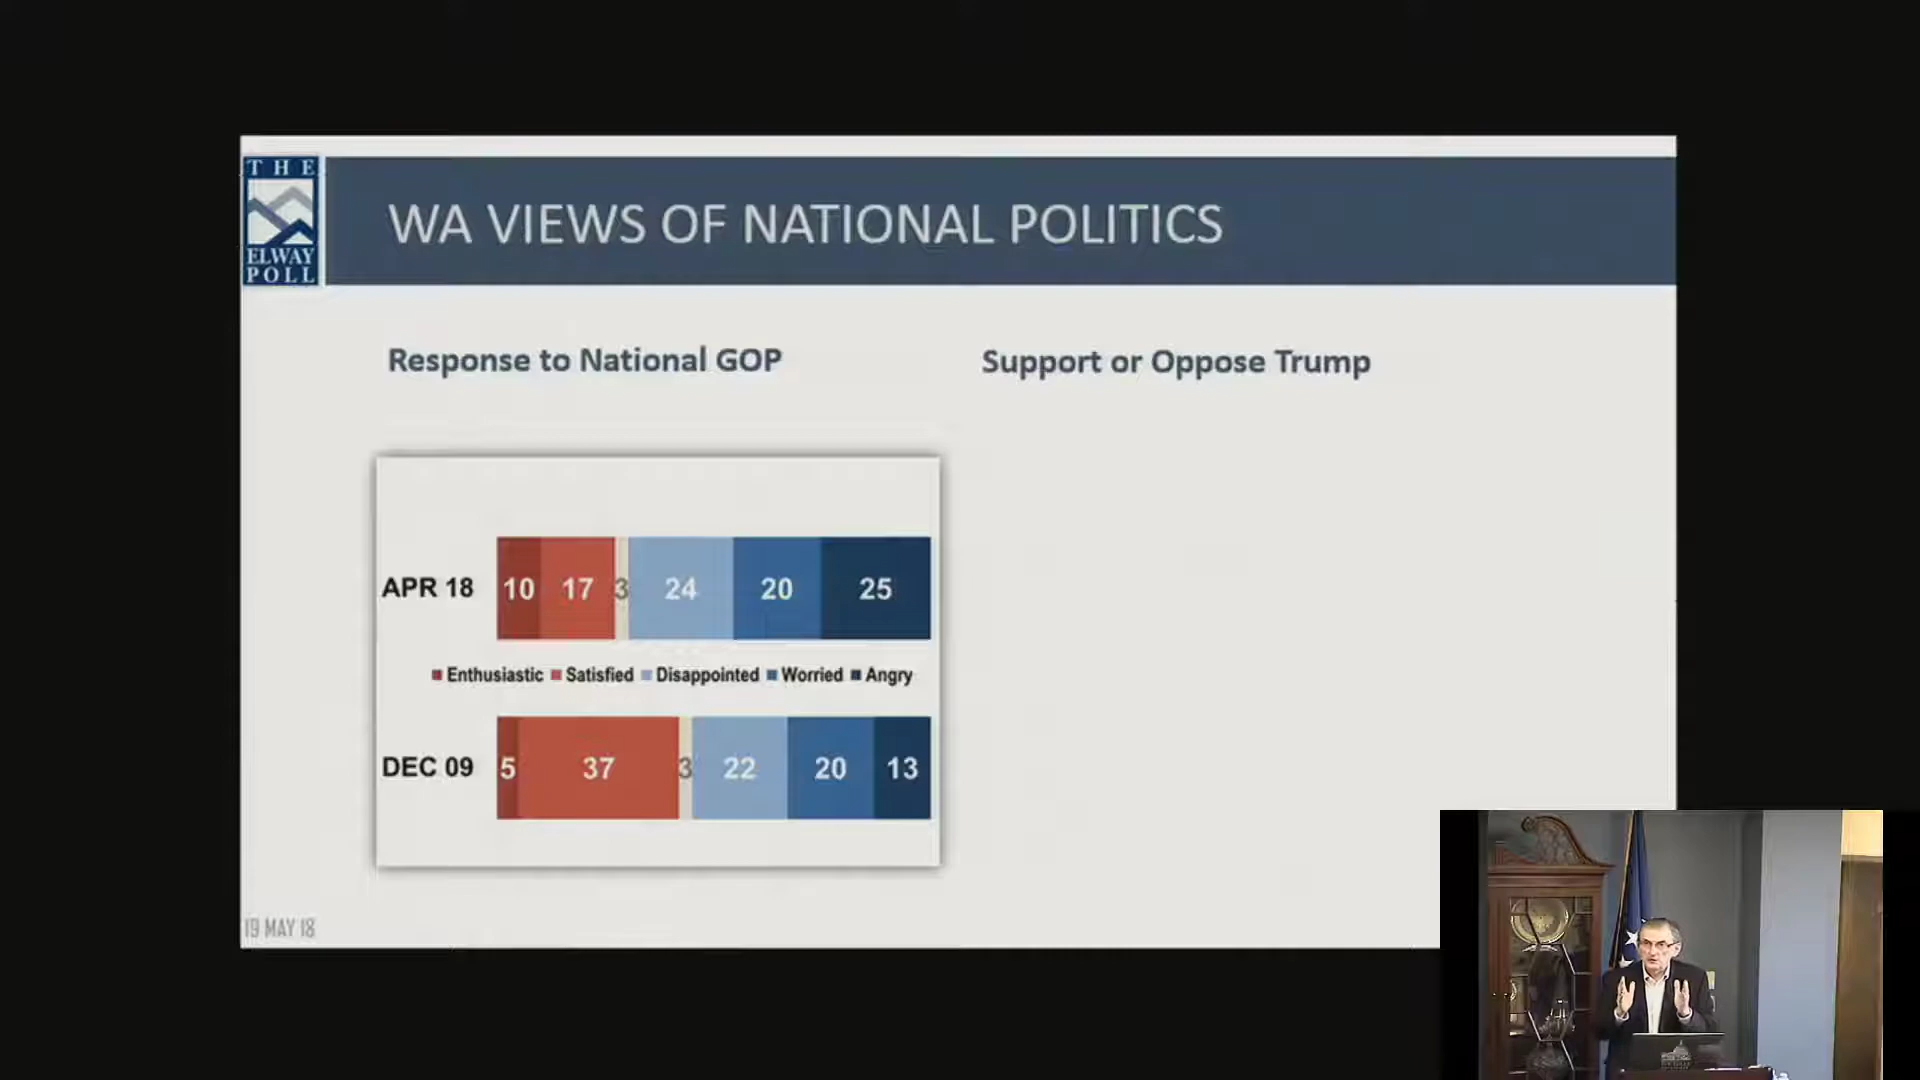 THE
ELWAY
POLL
WA VIEWS OF NATIONAL POLITICS
Response to National GOP
Support or Oppose Trump
APR 18 10 17 3 24 20 25
Enthusiastic Satisfied Disappointed Worried Angry
DEC 09 5 37 3 22 20 13
19 MAY 18